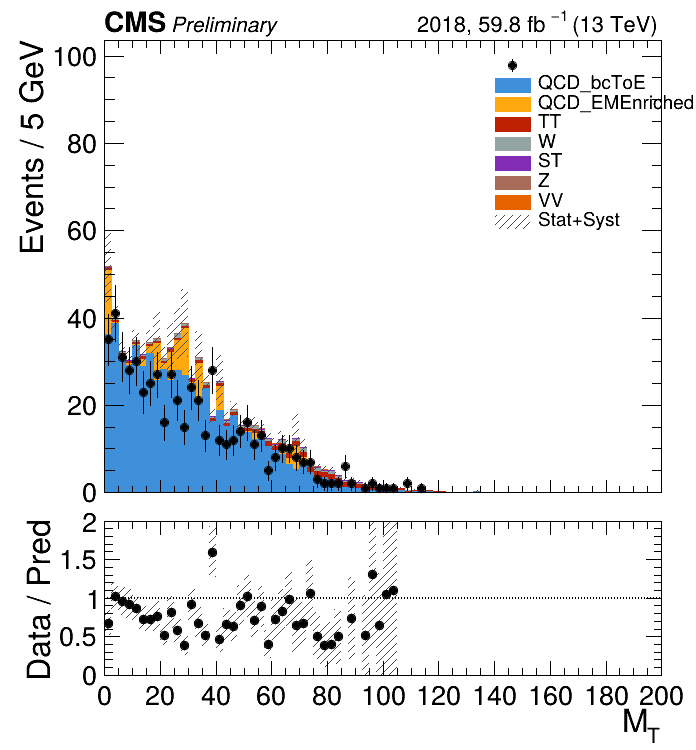 CMS Preliminary
2018, 59.8 fb⁻¹ (13 TeV)
Events / 5 GeV
100
80
60
40
20
0
QCD_bcToE
QCD_EMEnriched
TT
W
ST
Z
VV
Stat+Syst
Data / Pred
2
1.5
1
0.5
0
0 20 40 60 80 100 120 140 160 180 200
M_T